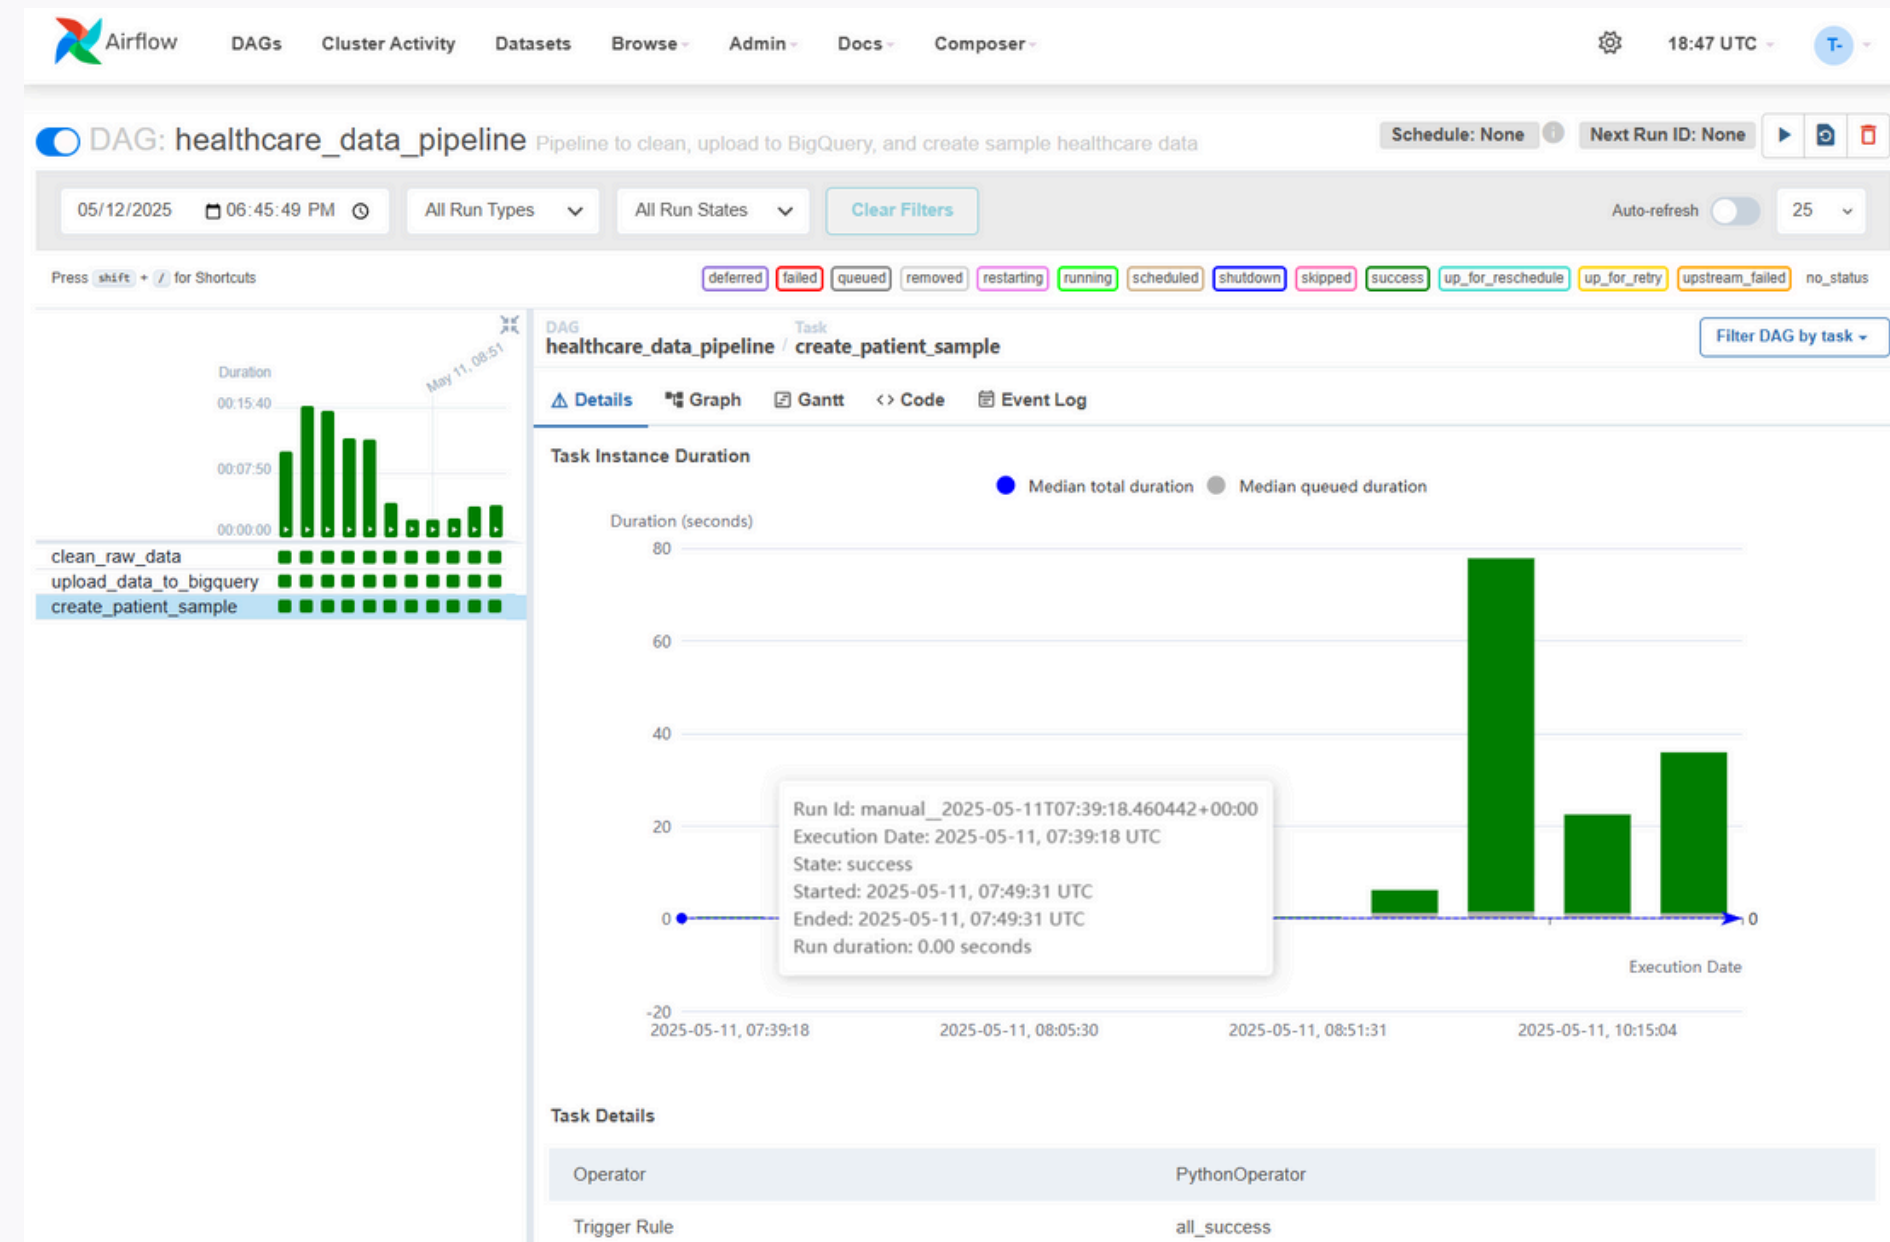 Airflow DAGs Cluster Activity Datasets Browse Admin Docs Composer 18:47 UTC T-
DAG: healthcare_data_pipeline Pipeline to clean, upload to BigQuery, and create sample healthcare data Schedule: None i Next Run ID: None
05/12/2025 06:45:49 PM All Run Types All Run States Clear Filters Auto-refresh 25
Press shift + / for Shortcuts deferred failed queued removed restarting running scheduled shutdown skipped success up_for_reschedule up_for_retry upstream_failed no_status
May 11, 08:51
Duration
00:15:40
00:07:50
00:00:00
clean_raw_data
upload_data_to_bigquery
create_patient_sample
DAG Task
healthcare_data_pipeline / create_patient_sample Filter DAG by task
Details Graph Gantt <> Code Event Log
Task Instance Duration
Median total duration Median queued duration
Duration (seconds)
80
60
40
20
0
-20
Run Id: manual__2025-05-11T07:39:18.460442+00:00
Execution Date: 2025-05-11, 07:39:18 UTC
State: success
Started: 2025-05-11, 07:49:31 UTC
Ended: 2025-05-11, 07:49:31 UTC
Run duration: 0.00 seconds
0
Execution Date
2025-05-11, 07:39:18 2025-05-11, 08:05:30 2025-05-11, 08:51:31 2025-05-11, 10:15:04
Task Details
Operator PythonOperator
Trigger Rule all_success